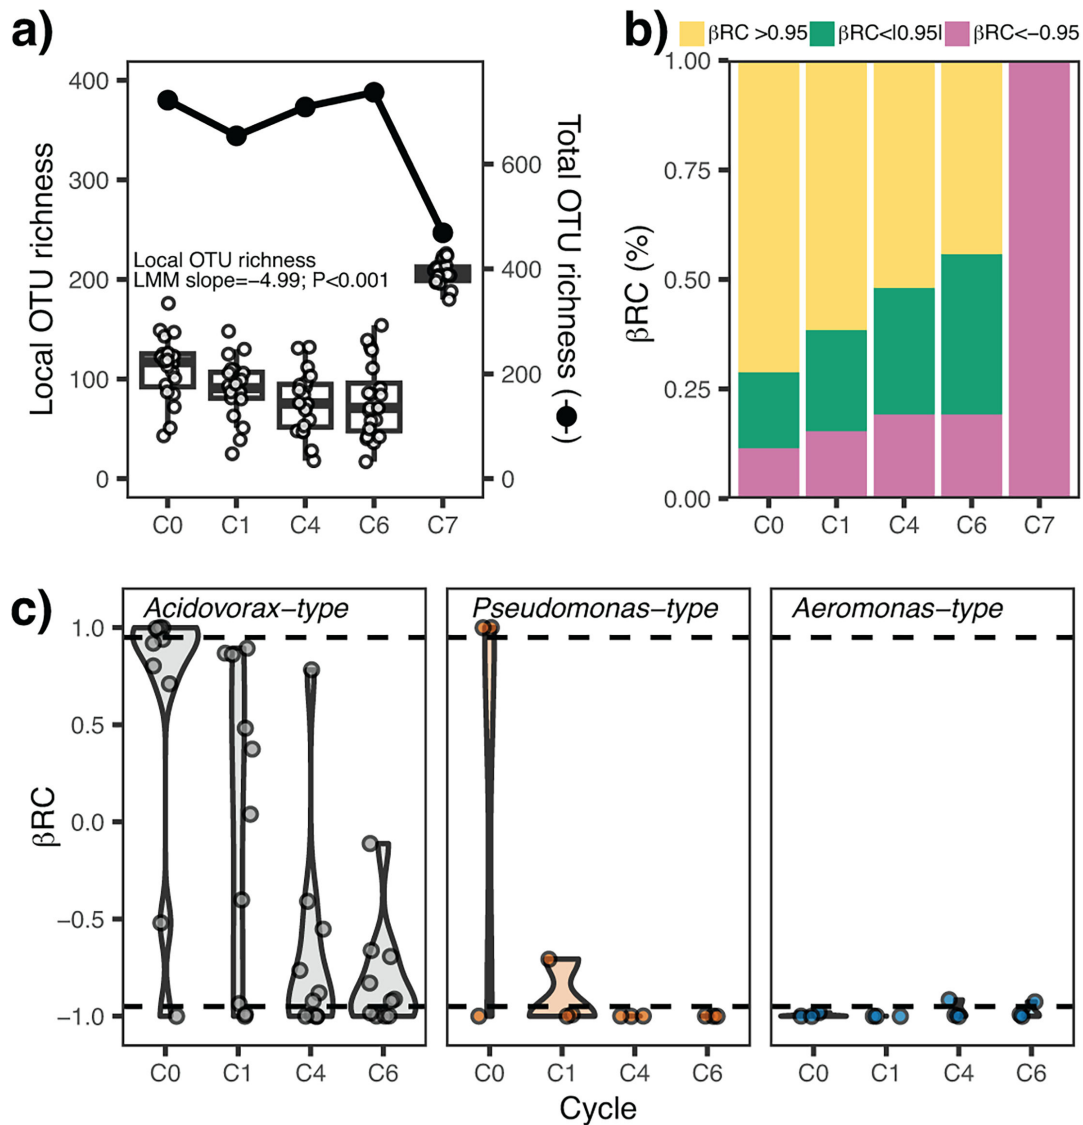 a)
400
300
200
100
0
Local OTU richness
Local OTU richness
LMM slope=−4.99; P<0.001
600
400
200
0
Total OTU richness (-●-)
C0 C1 C4 C6 C7
b)
βRC >0.95 βRC<|0.95| βRC<−0.95
1.00
0.75
0.50
0.25
0.00
βRC (%)
C0 C1 C4 C6 C7
c)
Acidovorax−type Pseudomonas−type Aeromonas−type
1.0
0.5
0.0
−0.5
−1.0
βRC
C0 C1 C4 C6 C0 C1 C4 C6 C0 C1 C4 C6
Cycle